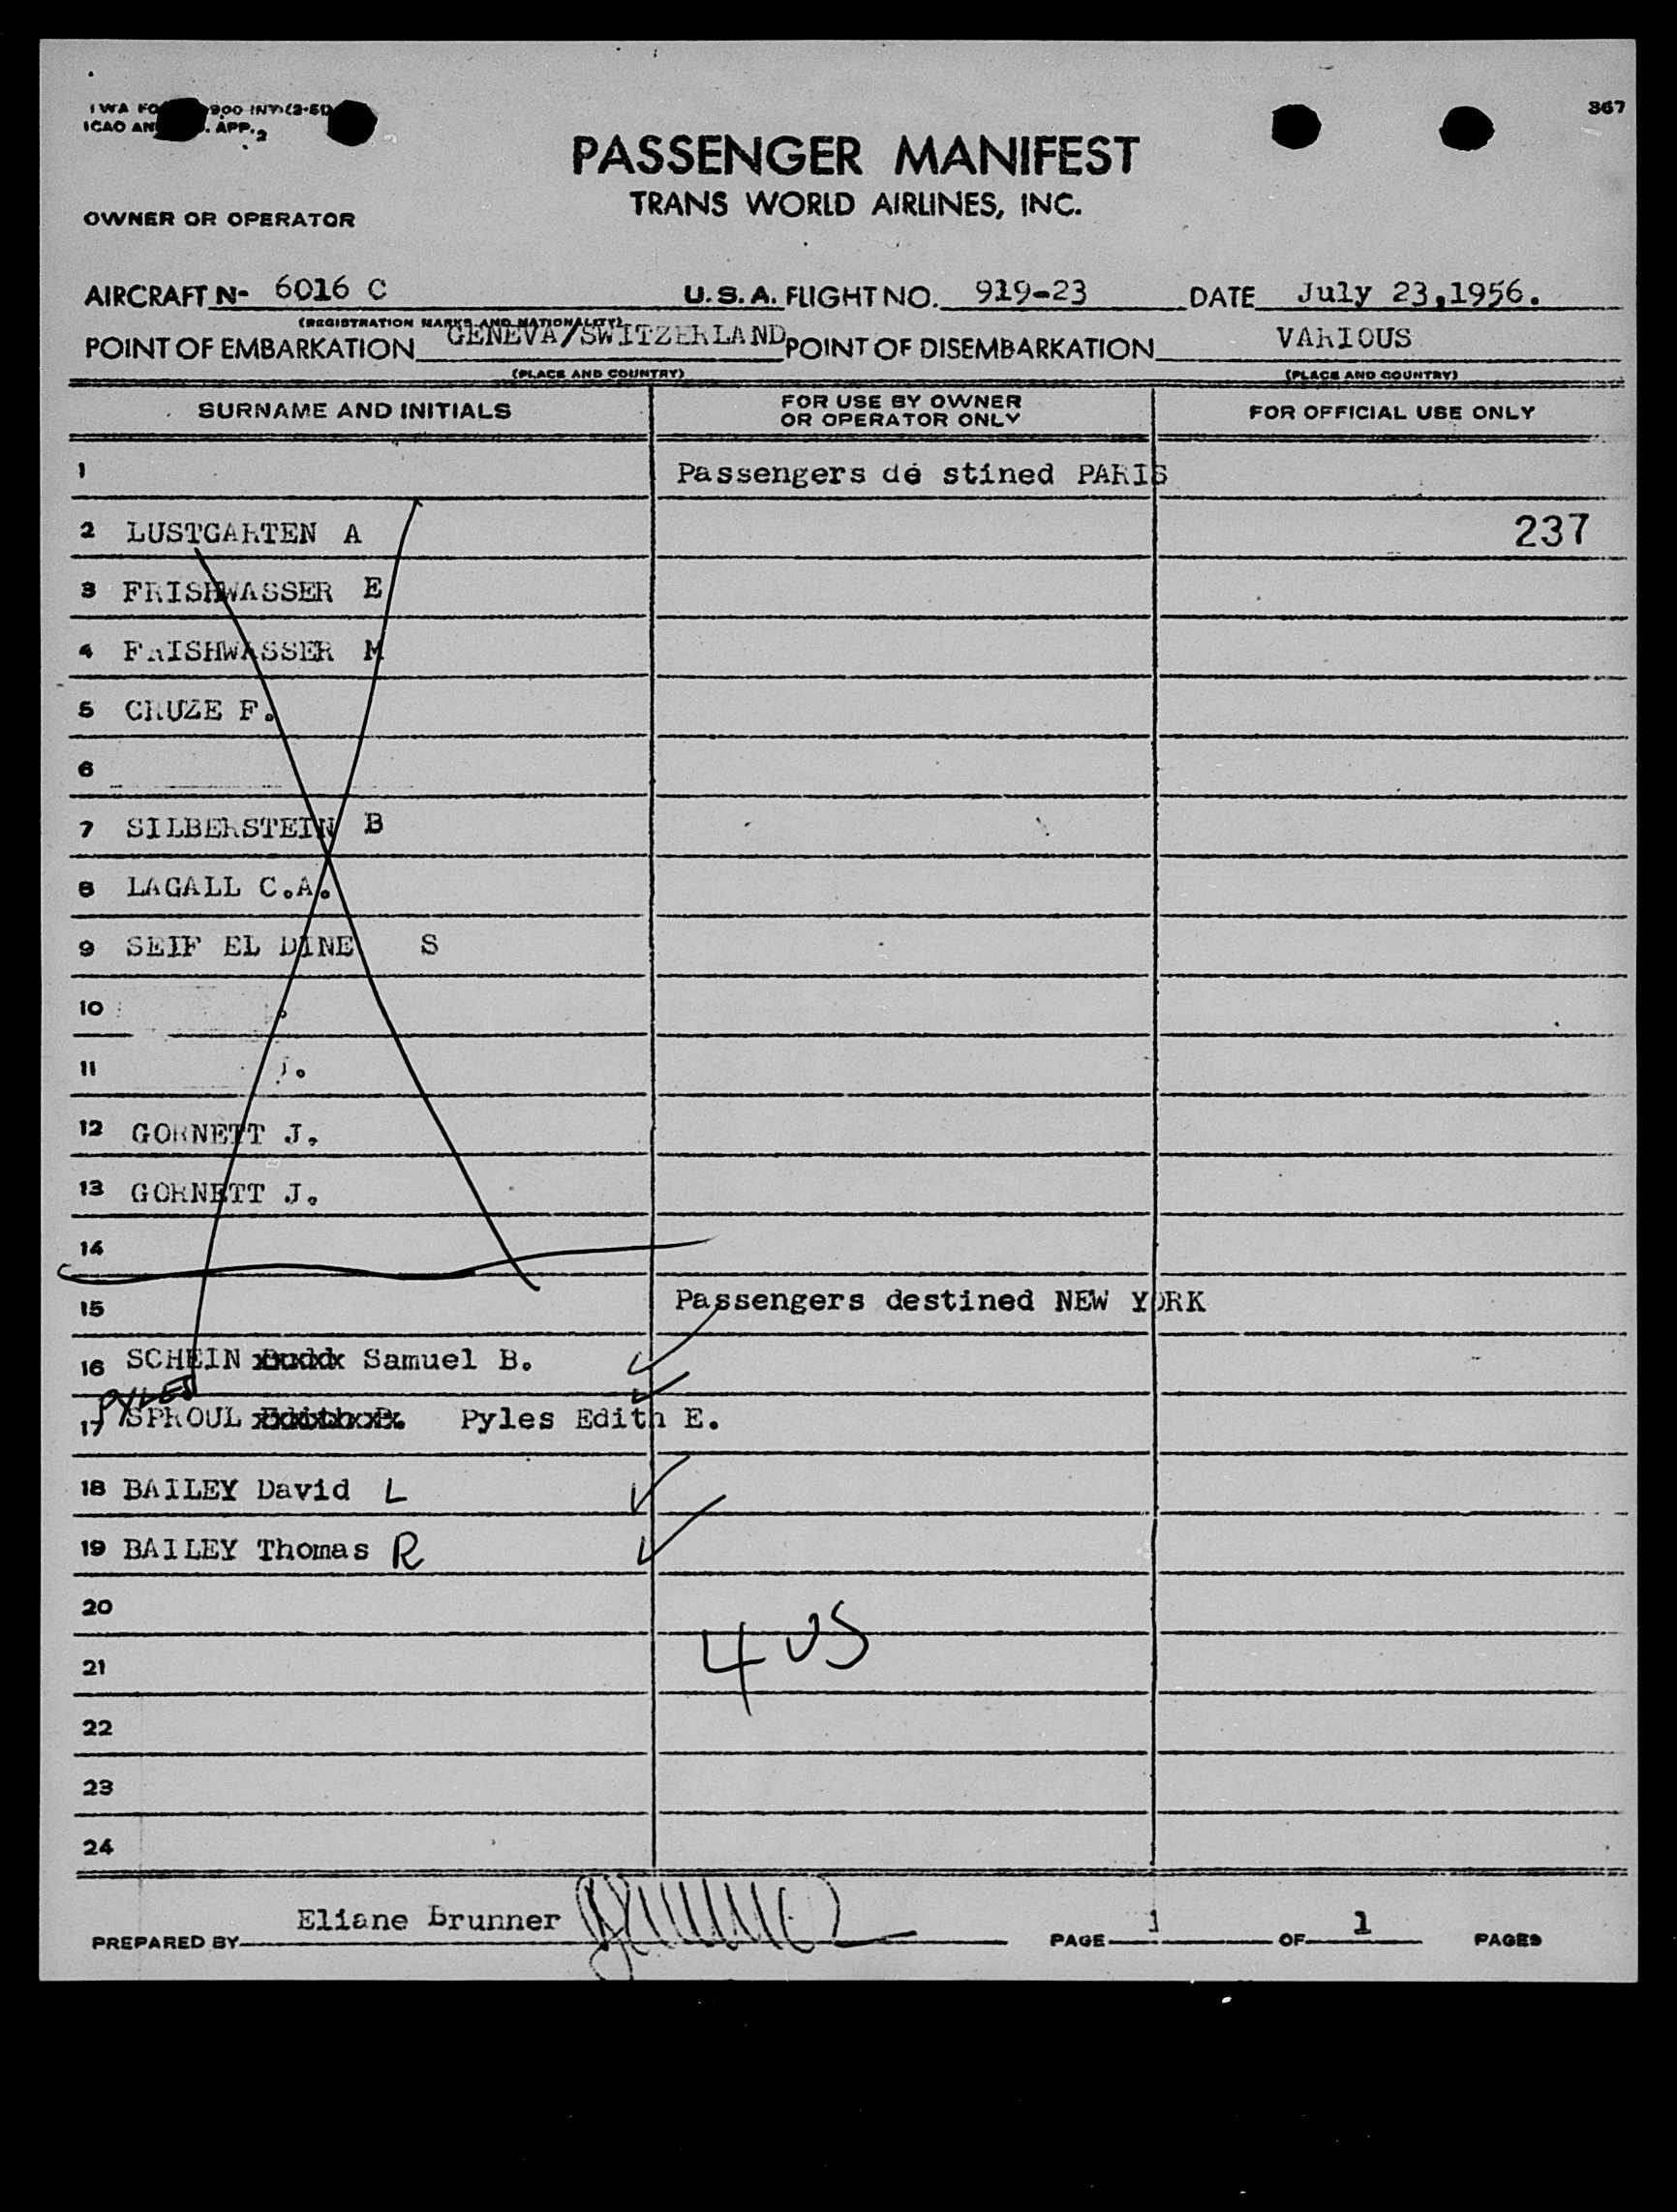 367
ICAO AN . APP. 2
PASSENGER MANIFEST
TRANS WORLD AIRLINES, INC.
OWNER OR OPERATOR
AIRCRAFT N- 6016 C U.S.A. FLIGHT NO. 919-23 DATE July 23,1956.
(REGISTRATION MARKS AND NATIONALITY)
POINT OF EMBARKATION GENEVA/SWITZERLAND POINT OF DISEMBARKATION VARIOUS
(PLACE AND COUNTRY) (PLACE AND COUNTRY)
SURNAME AND INITIALS FOR USE BY OWNER OR OPERATOR ONLY FOR OFFICIAL USE ONLY
1 Passengers de stined PARIS
2 LUSTGARTEN A 237
3 FRISHWASSER E
4 FRISHWASSER M
5 CRUZE F.
6
7 SILBERSTEIN B
8 LAGALL C.A.
9 SEIF EL DINE S
10
11
12 GORNETT J.
13 GORNETT J.
14
15 Passengers destined NEW YORK
16 SCHEIN Samuel B.
PYLES
17 SPROUL Pyles Edith E.
18 BAILEY David L
19 BAILEY Thomas R
20
4 US
21
22
23
24
PREPARED BY Eliane Brunner PAGE 1 OF 1 PAGES